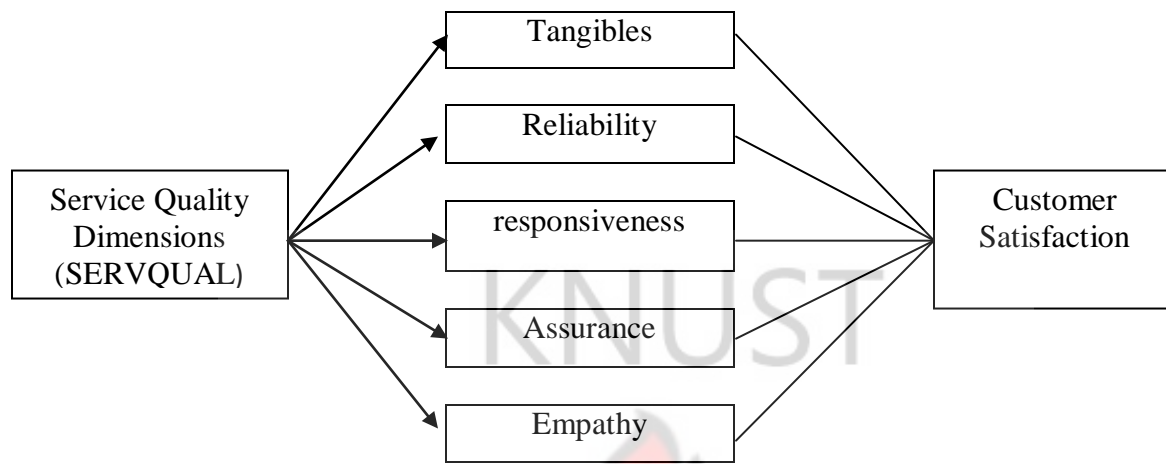 Tangibles
Reliability
Service Quality
Dimensions
(SERVQUAL)
responsiveness
Customer
Satisfaction
KNUST
Assurance
Empathy